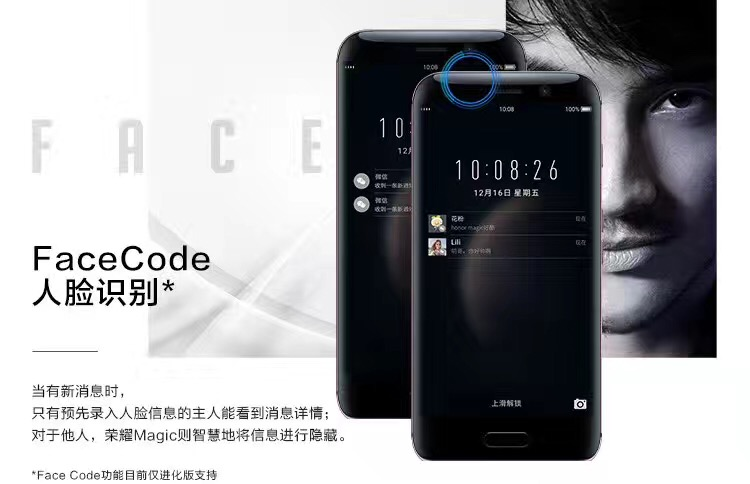 FACE
FaceCode
人脸识别*
当有新消息时,
只有预先录入人脸信息的主人能看到消息详情;
对于他人,荣耀Magic则智慧地将信息进行隐藏。
*Face Code功能目前仅进化版支持
10:08
100%
10:
12月
微信
收到一条新消
微信
收到一条新消
10:08
100%
10:08:26
12月16日 星期五
花粉
现在
honor magic好酷
Lili
现在
上滑解锁